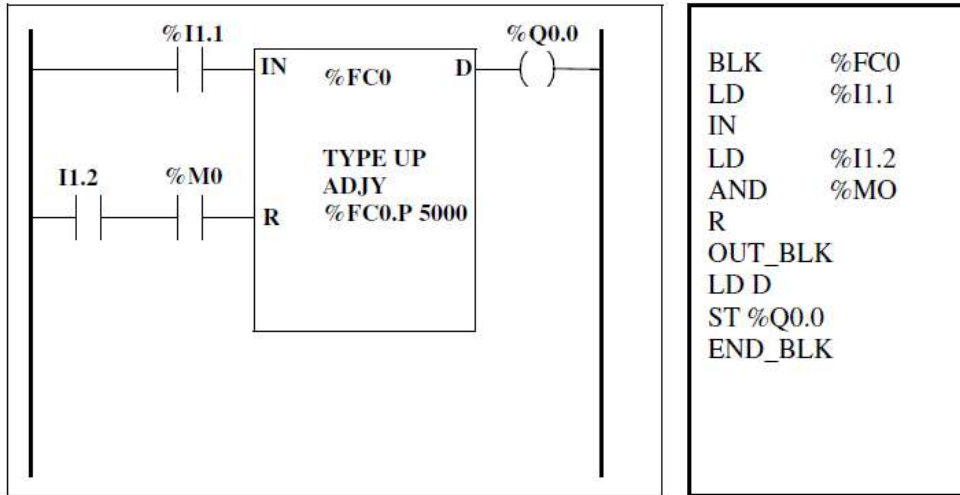 %I1.1
%Q0.0
IN
%FC0
D
TYPE UP
I1.2
%M0
ADJY
R
%FC0.P 5000
BLK %FC0
LD %I1.1
IN
LD %I1.2
AND %MO
R
OUT_BLK
LD D
ST %Q0.0
END_BLK